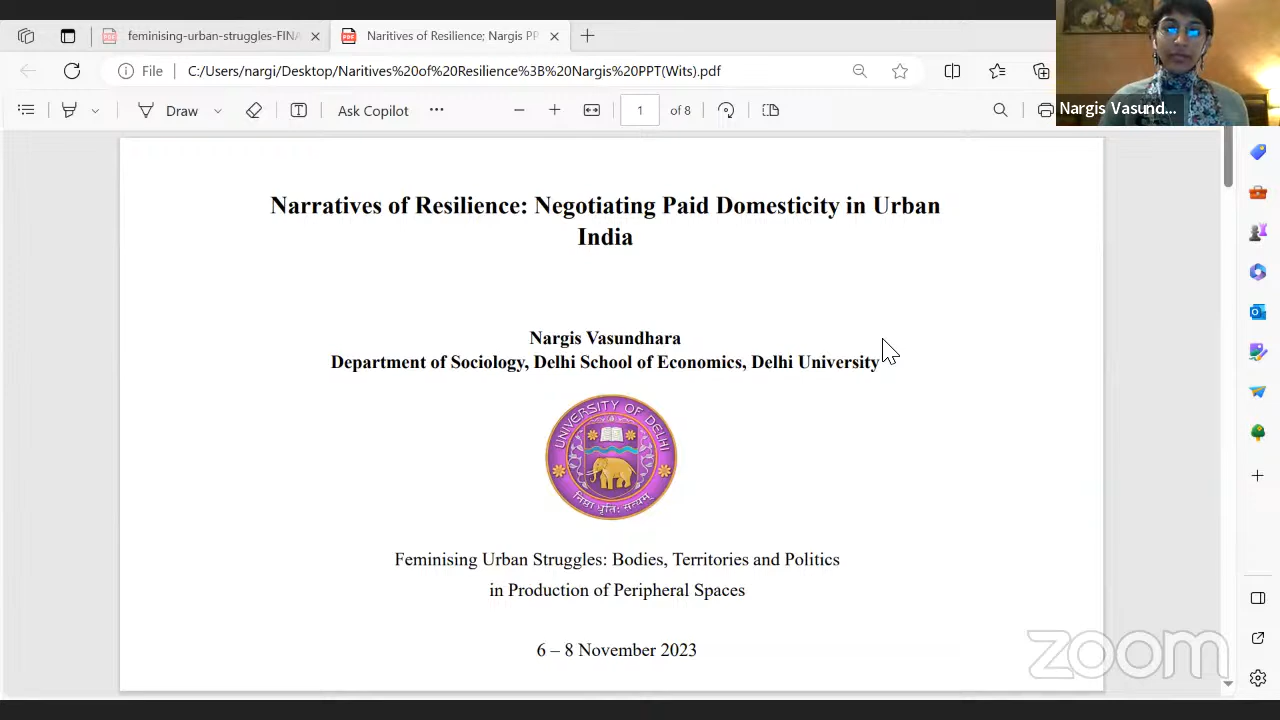 feminising-urban-struggles-FINA
Naritives of Resilience; Nargis PP
File
C:/Users/nargi/Desktop/Naritives%20of%20Resilience%3B%20Nargis%20PPT(Wits).pdf
Draw
Ask Copilot
1
of 8
Nargis Vasund...
Narratives of Resilience: Negotiating Paid Domesticity in Urban
India
Nargis Vasundhara
Department of Sociology, Delhi School of Economics, Delhi University
UNIVERSITY OF DELHI
निष्ठा धृति: सत्यम्
Feminising Urban Struggles: Bodies, Territories and Politics
in Production of Peripheral Spaces
6 – 8 November 2023
zoom